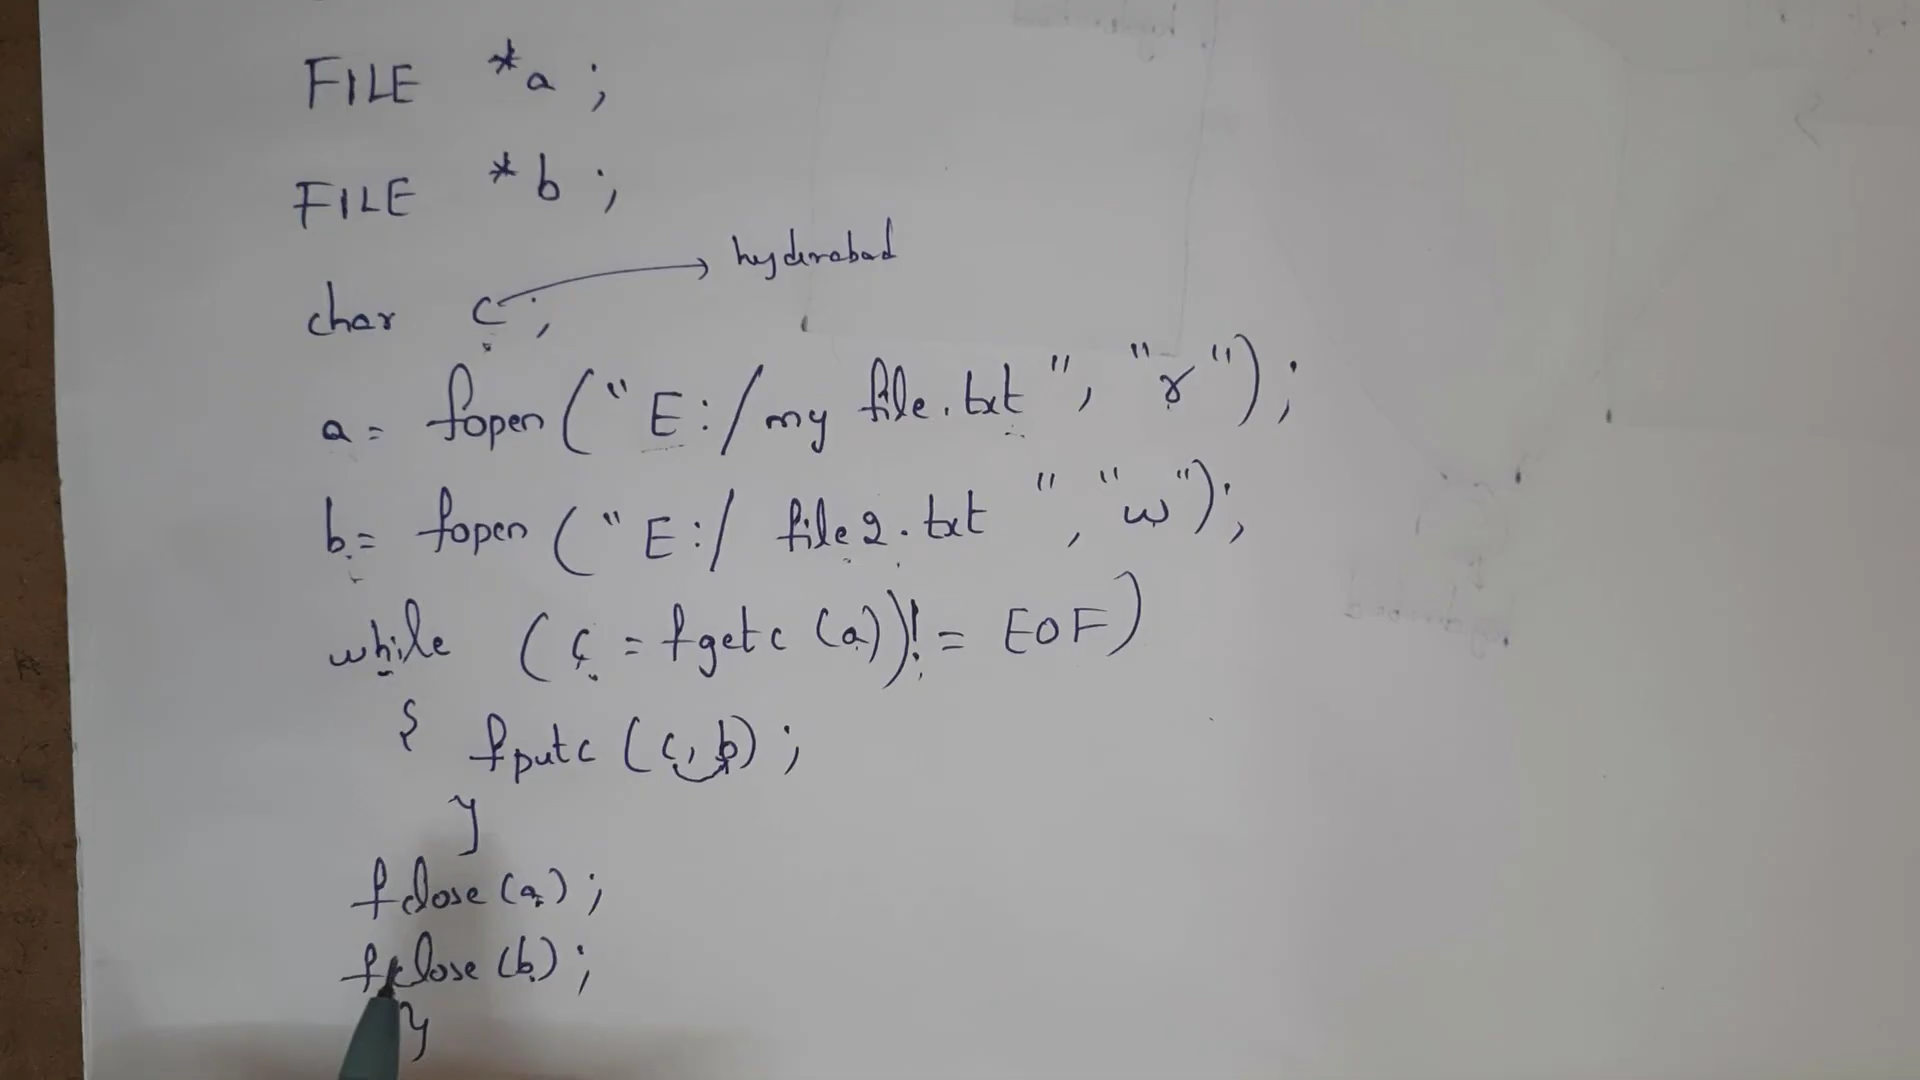 FILE *a ;
FILE *b ;
hyderabad
char c ;
a = fopen ( "E:/my file.txt ", "r" ) ;
b = fopen ( "E:/ file2.txt " , "w" ) ;
while ( c = fgetc (a) ) != EOF )
{ fputc ( c, b ) ;
}
fclose (a) ;
fclose (b) ;
}